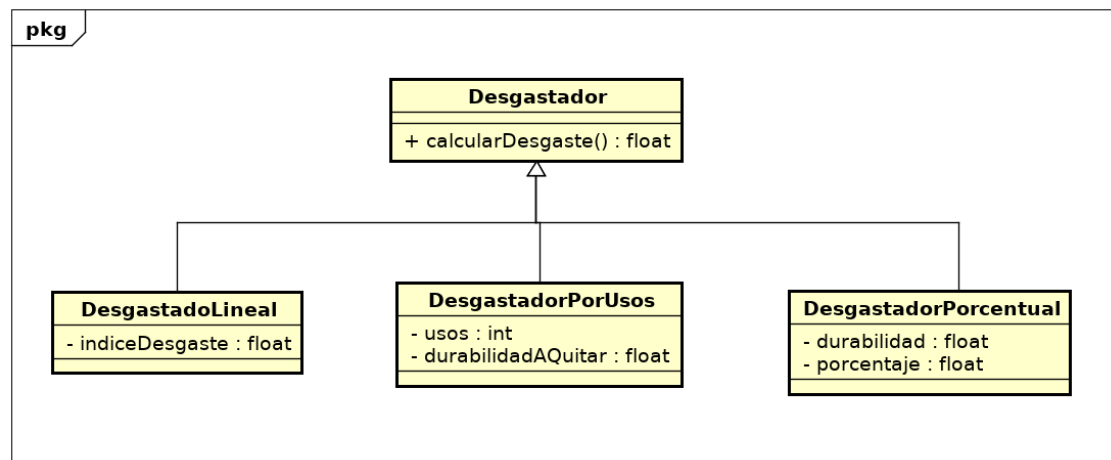 pkg
Desgastador
+ calcularDesgaste() : float
DesgastadoLineal
- indiceDesgaste : float
DesgastadorPorUsos
- usos : int
- durabilidadAQuitar : float
DesgastadorPorcentual
- durabilidad : float
- porcentaje : float